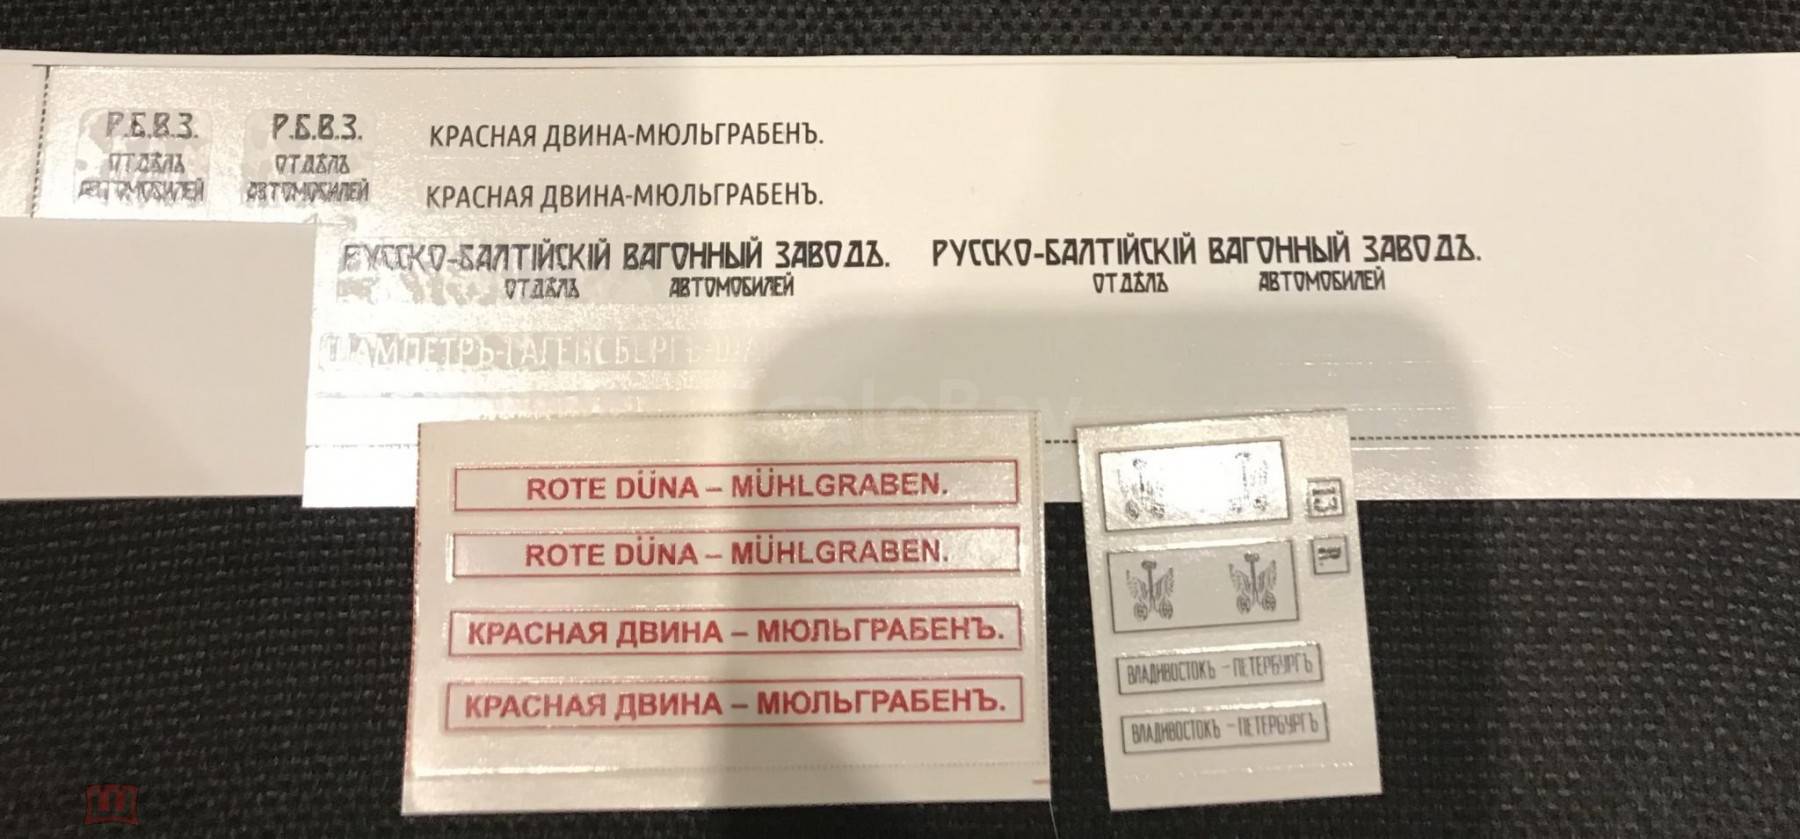 Р.Б.В.З. Р.Б.В.З.
ОТДѢЛЪ ОТДѢЛЪ
АВТОМОБИЛЕЙ АВТОМОБИЛЕЙ
КРАСНАЯ ДВИНА-МЮЛЬГРАБЕНЪ.
КРАСНАЯ ДВИНА-МЮЛЬГРАБЕНЪ.
РУССКО-БАЛТІЙСКІЙ ВАГОННЫЙ ЗАВОДЪ. РУССКО-БАЛТІЙСКІЙ ВАГОННЫЙ ЗАВОДЪ.
ОТДѢЛЪ АВТОМОБИЛЕЙ ОТДѢЛЪ АВТОМОБИЛЕЙ
ROTE DÜNA – MÜHLGRABEN.
ROTE DÜNA – MÜHLGRABEN.
КРАСНАЯ ДВИНА – МЮЛЬГРАБЕНЪ.
КРАСНАЯ ДВИНА – МЮЛЬГРАБЕНЪ.
13
ВЛАДИВОСТОКЪ – ПЕТЕРБУРГЪ
ВЛАДИВОСТОКЪ – ПЕТЕРБУРГЪ